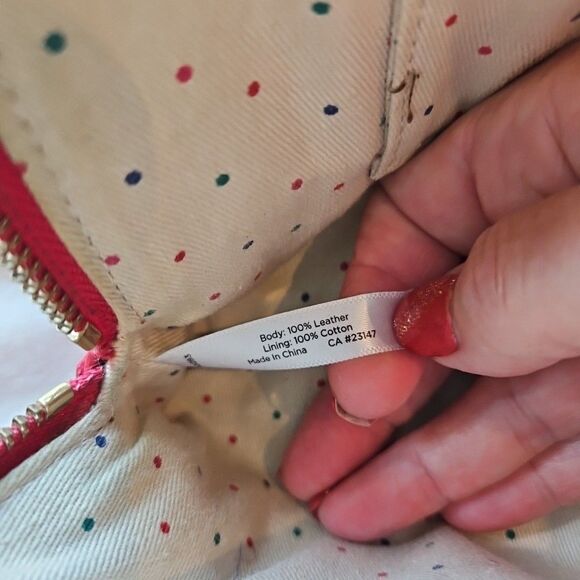 Body: 100% Leather
Lining: 100% Cotton
Made In China CA #23147